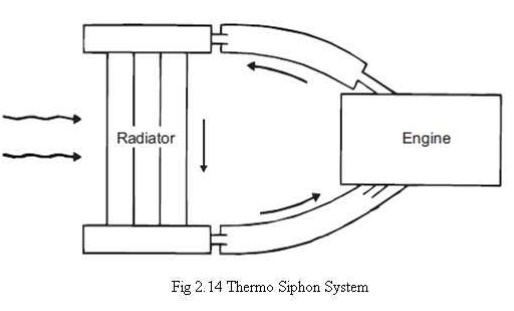 Radiator
Engine
Fig 2.14 Thermo Siphon System